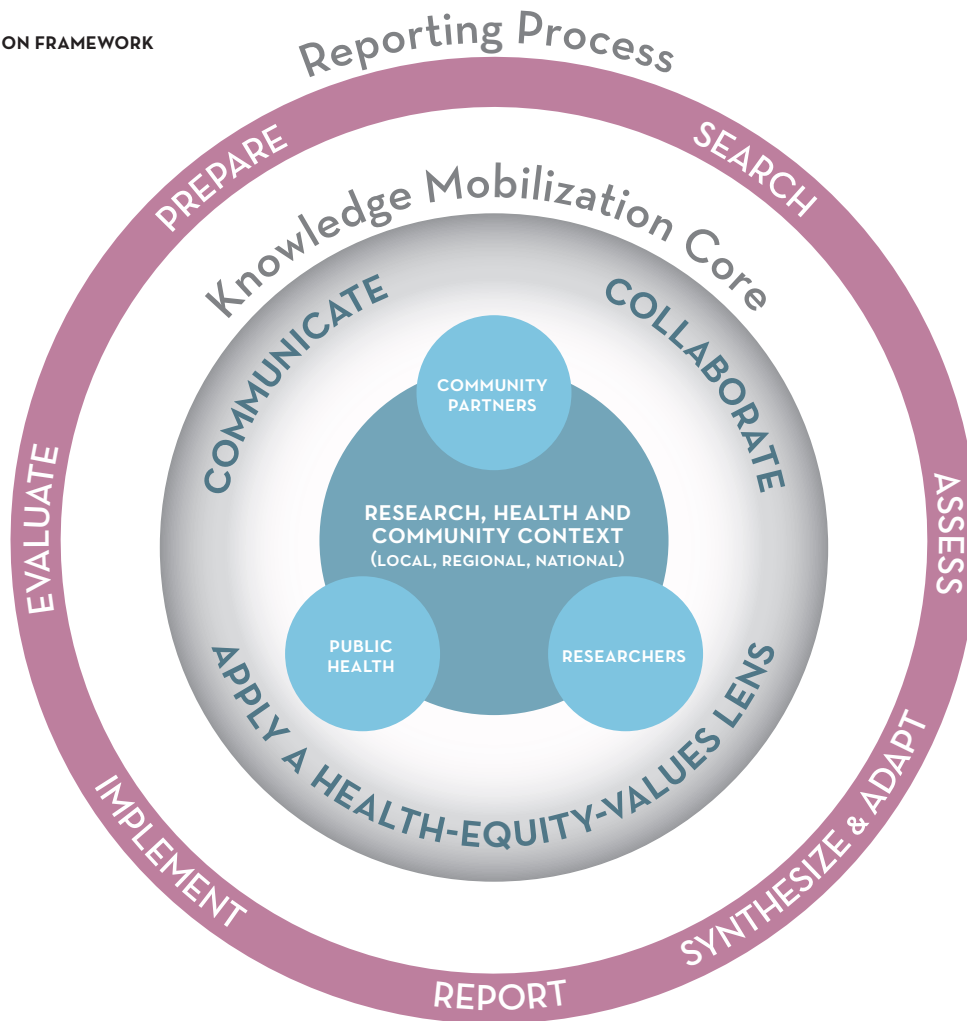 ON FRAMEWORK
Reporting Process
PREPARE
SEARCH
ASSESS
SYNTHESIZE & ADAPT
REPORT
IMPLEMENT
EVALUATE
Knowledge Mobilization Core
COMMUNICATE
COLLABORATE
APPLY A HEALTH-EQUITY-VALUES LENS
COMMUNITY
PARTNERS
RESEARCH, HEALTH AND
COMMUNITY CONTEXT
(LOCAL, REGIONAL, NATIONAL)
PUBLIC
HEALTH
RESEARCHERS